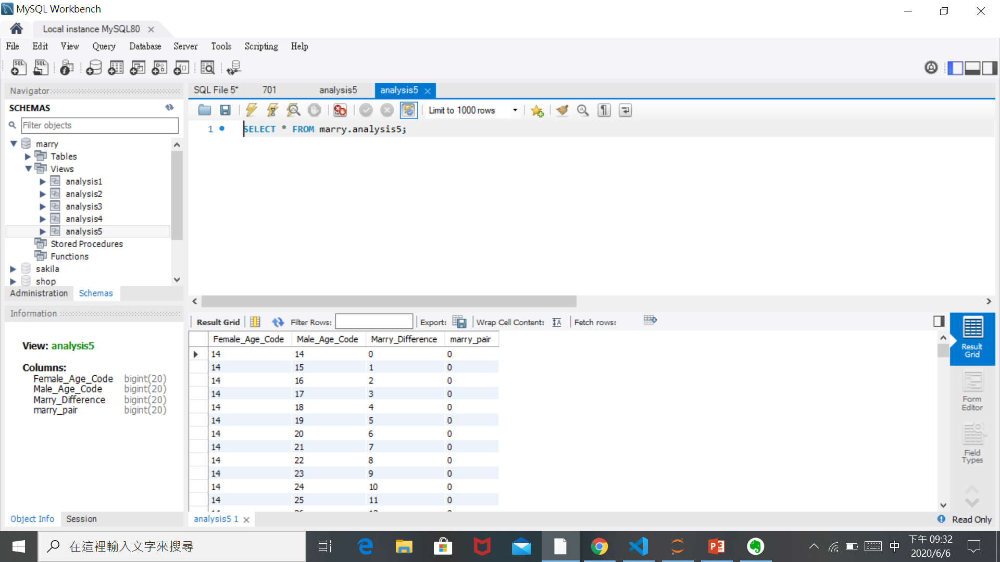 MySQL Workbench
Local instance MySQL80
File Edit View Query Database Server Tools Scripting Help
Navigator
SCHEMAS
Filter objects
marry
Tables
Views
analysis1
analysis2
analysis3
analysis4
analysis5
Stored Procedures
Functions
sakila
shop
Administration Schemas
Information
View: analysis5
Columns:
Female_Age_Code bigint(20)
Male_Age_Code bigint(20)
Marry_Difference bigint(20)
marry_pair bigint(20)
Object Info Session
SQL File 5* 701 analysis5 analysis5
Limit to 1000 rows
1 SELECT * FROM marry.analysis5;
Result Grid Filter Rows: Export: Wrap Cell Content: Fetch rows:
Female_Age_Code Male_Age_Code Marry_Difference marry_pair
14 14 0 0
14 15 1 0
14 16 2 0
14 17 3 0
14 18 4 0
14 19 5 0
14 20 6 0
14 21 7 0
14 22 8 0
14 23 9 0
14 24 10 0
14 25 11 0
Result
Grid
Form
Editor
Field
Types
analysis5 1
Read Only
在這裡輸入文字來搜尋
中
下午 09:32
2020/6/6